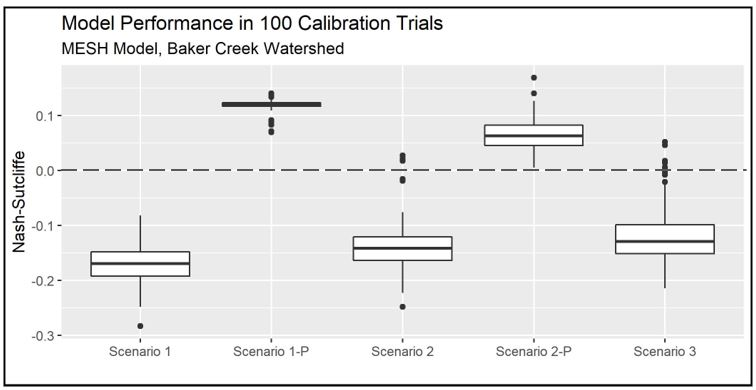 Model Performance in 100 Calibration Trials
MESH Model, Baker Creek Watershed
Nash-Sutcliffe
0.1
0.0
-0.1
-0.2
-0.3
Scenario 1
Scenario 1-P
Scenario 2
Scenario 2-P
Scenario 3